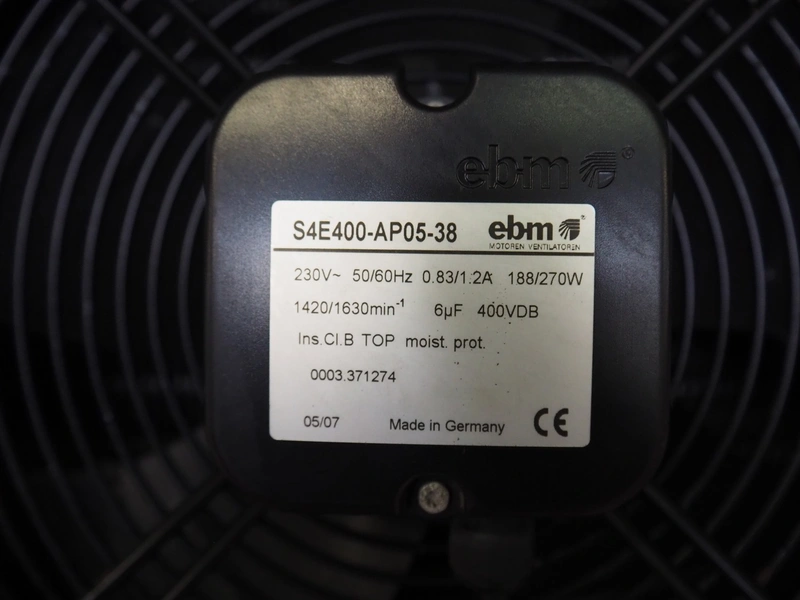 ebm®
S4E400-AP05-38 ebm®
MOTOREN VENTILATOREN
230V~ 50/60Hz 0.83/1.2A 188/270W
1420/1630min⁻¹ 6µF 400VDB
Ins.Cl.B TOP moist. prot.
0003.371274
05/07 Made in Germany CE